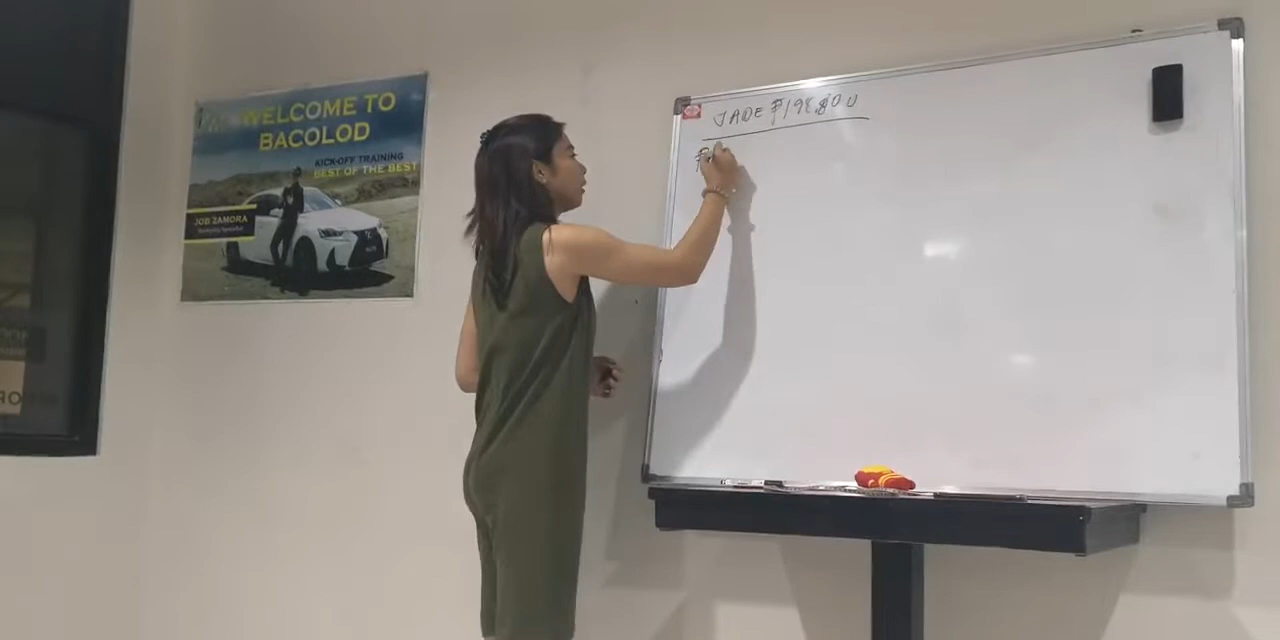 WELCOME TO
BACOLOD
KICK-OFF TRAINING
BEST OF THE BEST
JOB ZAMORA
JADE ₱198,800
₱